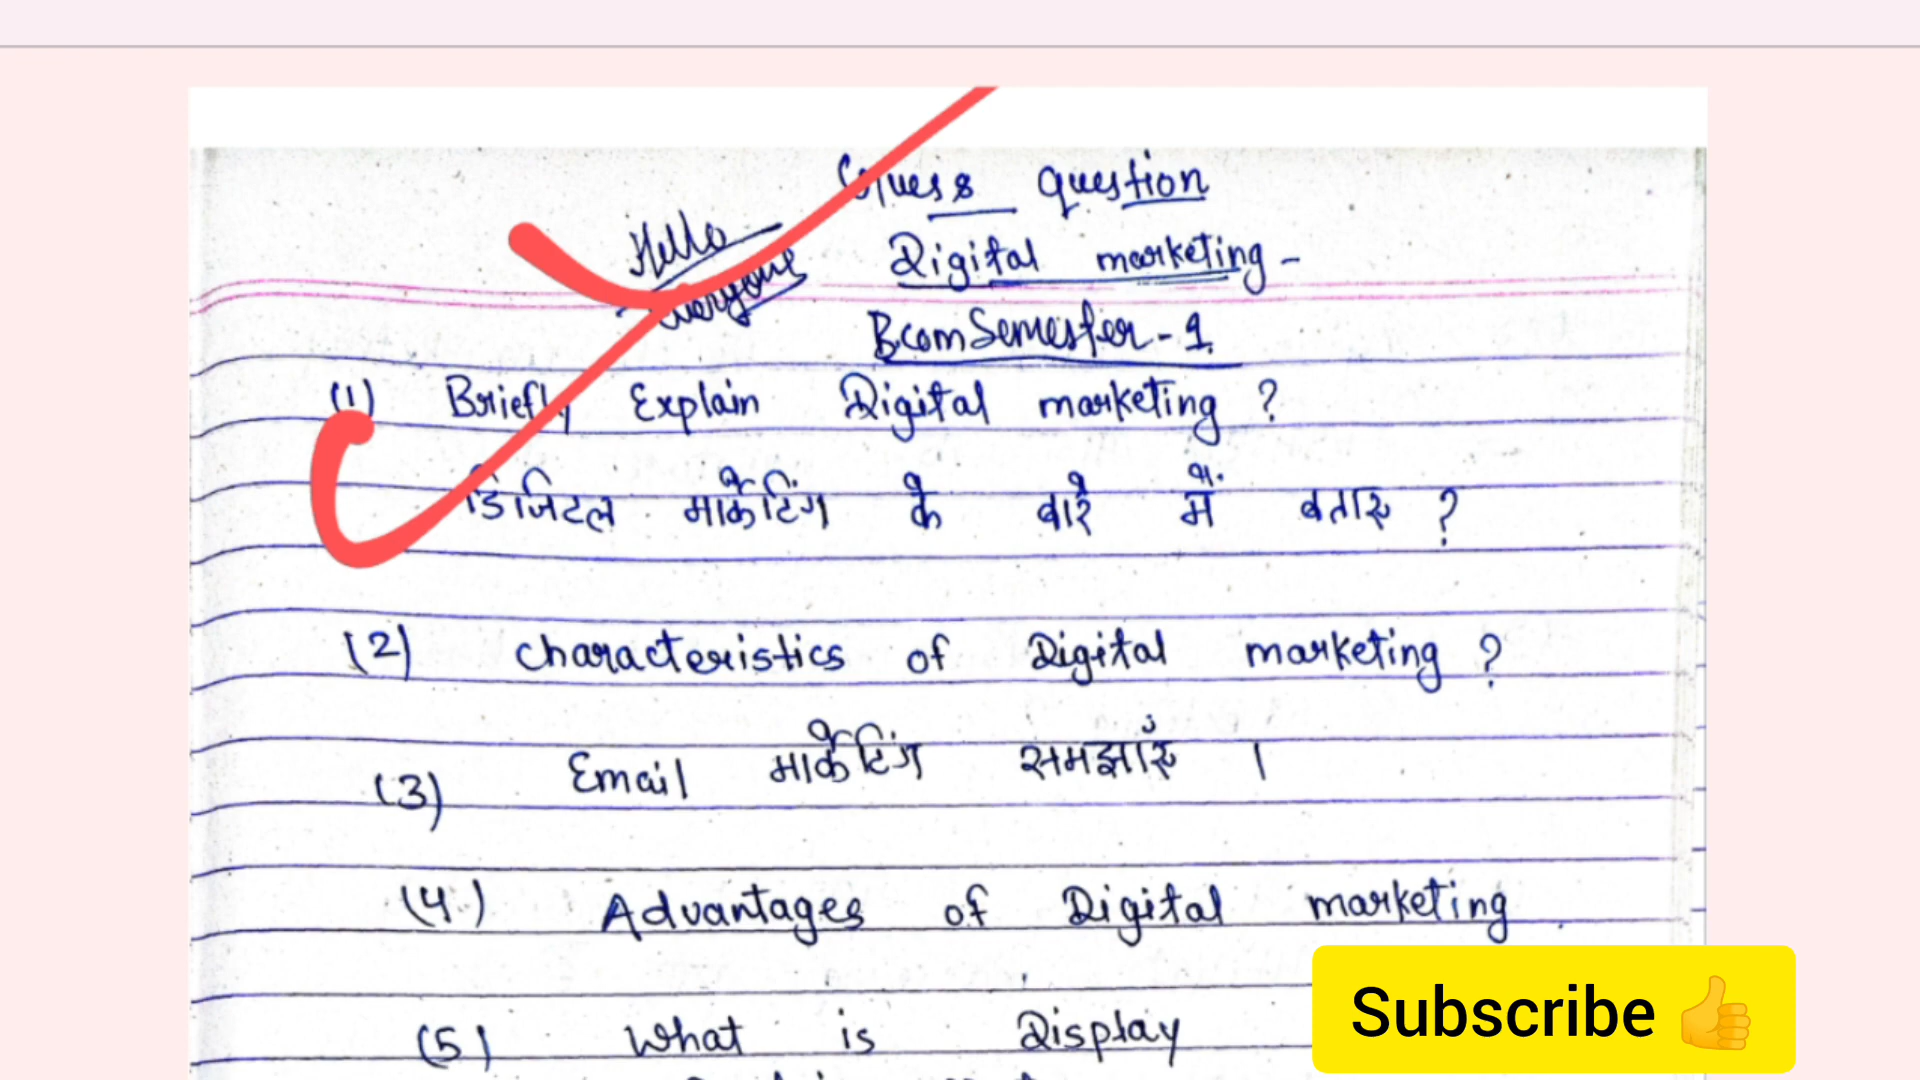 Guess question
Hello
everyone
Digital marketing -
Bcom Semester - 1
(1) Briefly Explain Digital marketing ?
डिजिटल मार्केटिंग के बारे में बताए ?
(2) Characteristics of Digital marketing ?
(3) Email मार्केटिंग समझाएं ।
(4.) Advantages of Digital marketing
(5) What is Display
Subscribe 👍